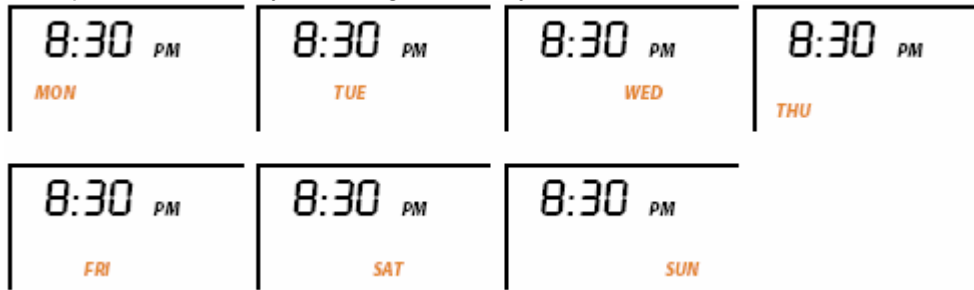 8:30 PM 8:30 PM 8:30 PM 8:30 PM
MON TUE WED THU
8:30 PM 8:30 PM 8:30 PM
FRI SAT SUN